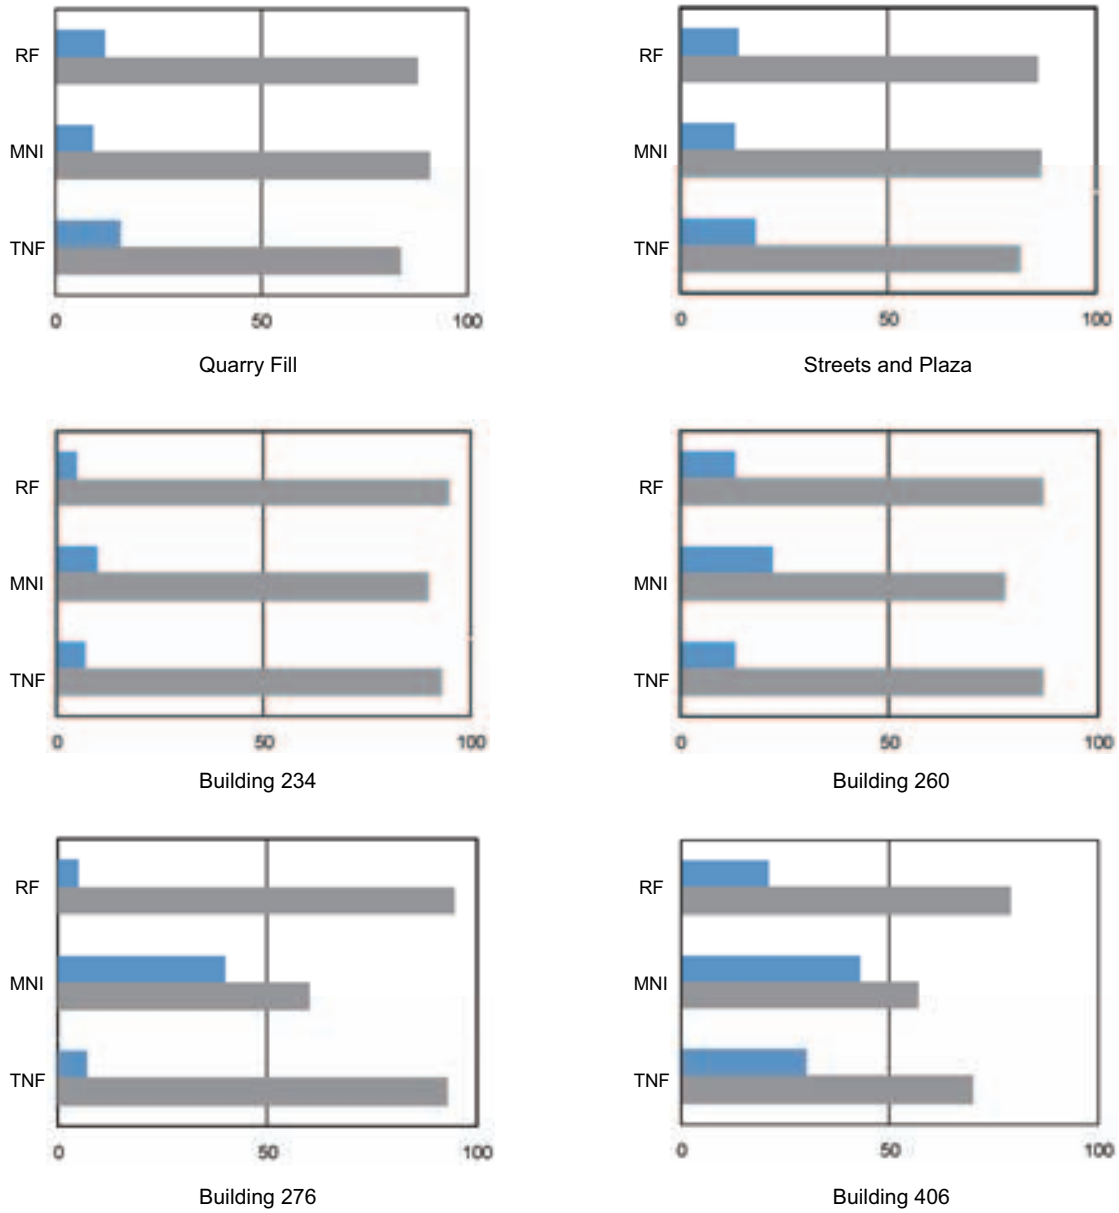 RF
MNI
TNF
0 50 100
Quarry Fill
RF
MNI
TNF
0 50 100
Streets and Plaza
RF
MNI
TNF
0 50 100
Building 234
RF
MNI
TNF
0 50 100
Building 260
RF
MNI
TNF
0 50 100
Building 276
RF
MNI
TNF
0 50 100
Building 406